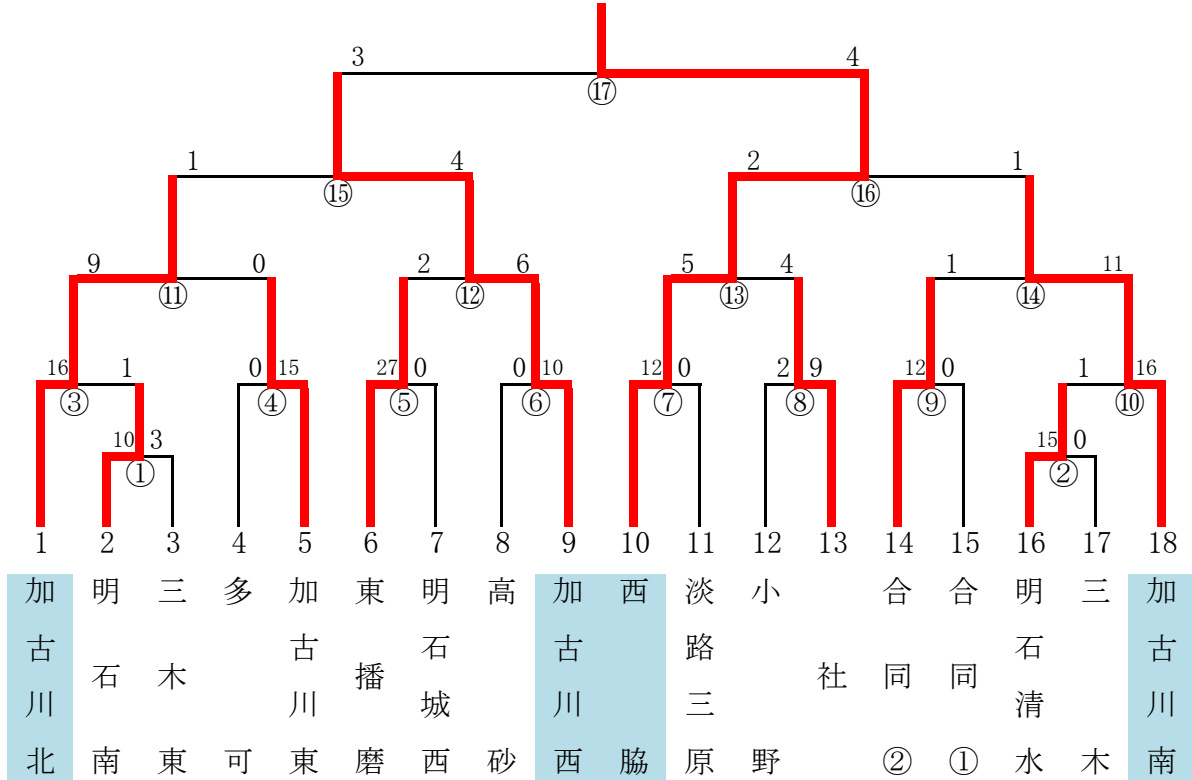 3 4
⑰
1 4 2 1
⑮ ⑯
9 0 2 6 5 4 1 11
⑪ ⑫ ⑬ ⑭
16 1 0 15 27 0 0 10 12 0 2 9 12 0 1 16
③ ④ ⑤ ⑥ ⑦ ⑧ ⑨ ⑩
10 3 15 0
① ②
1 2 3 4 5 6 7 8 9 10 11 12 13 14 15 16 17 18
加古川北
明石南
三木東
多可
加古川東
東播磨
明石城西
高砂
加古川西
西脇
淡路三原
小野
社
合同②
合同①
明石清水
三木
加古川南